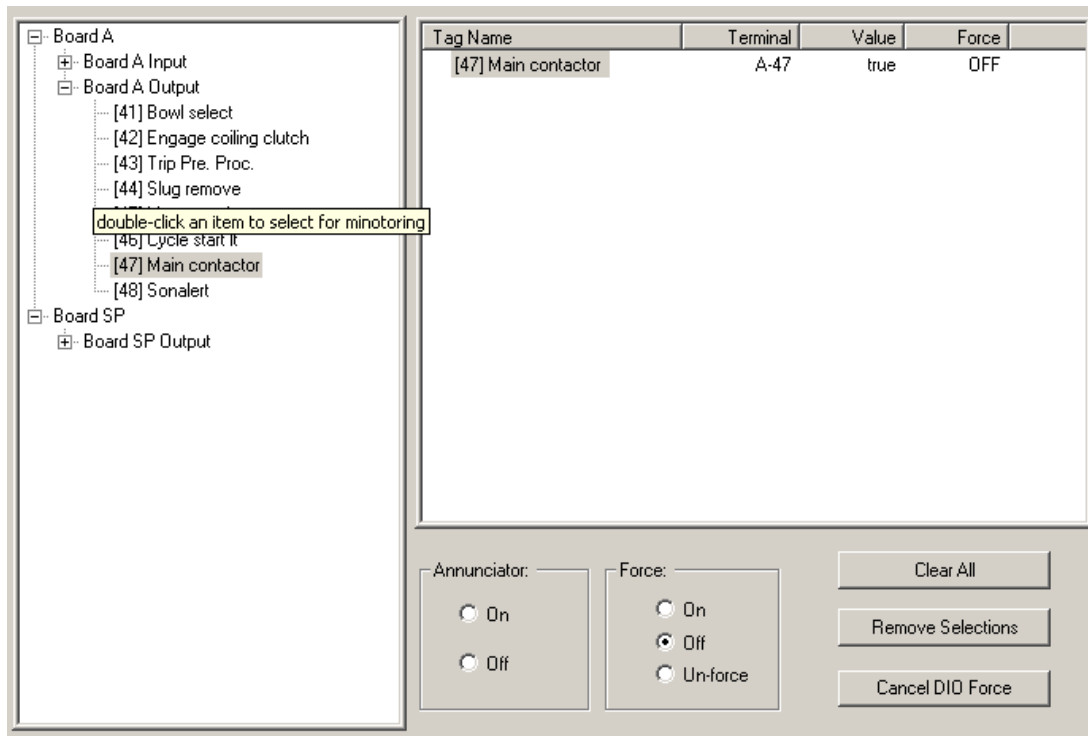 Board A
Board A Input
Board A Output
[41] Bowl select
[42] Engage coiling clutch
[43] Trip Pre. Proc.
[44] Slug remove
double-click an item to select for minotoring
[46] Cycle start lt
[47] Main contactor
[48] Sonalert
Board SP
Board SP Output
Tag Name Terminal Value Force
[47] Main contactor A-47 true OFF
Annunciator:
On
Off
Force:
On
Off
Un-force
Clear All
Remove Selections
Cancel DIO Force